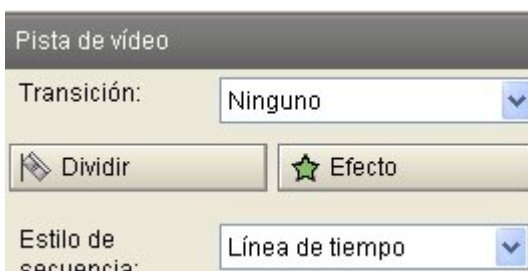 Pista de vídeo
Transición: Ninguno
Dividir Efecto
Estilo de Línea de tiempo
secuencia: